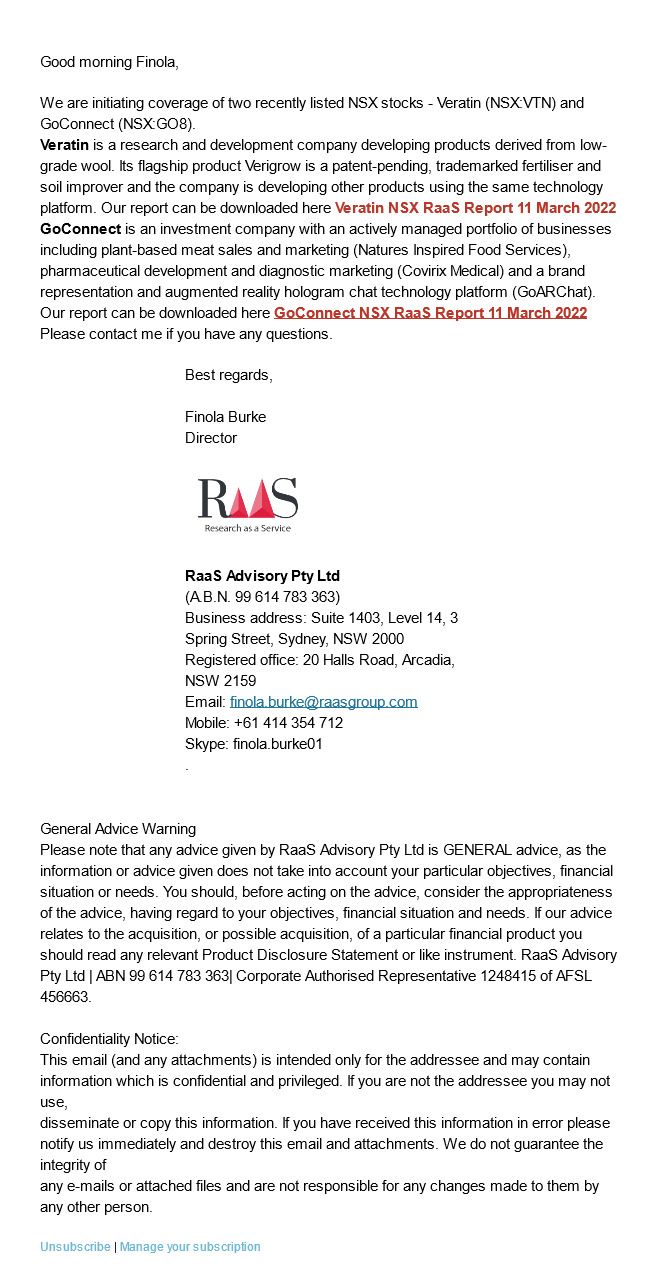 Good morning Finola,
We are initiating coverage of two recently listed NSX stocks - Veratin (NSX:VTN) and
GoConnect (NSX:GO8).
Veratin is a research and development company developing products derived from low-
grade wool. Its flagship product Verigrow is a patent-pending, trademarked fertiliser and
soil improver and the company is developing other products using the same technology
platform. Our report can be downloaded here Veratin NSX RaaS Report 11 March 2022
GoConnect is an investment company with an actively managed portfolio of businesses
including plant-based meat sales and marketing (Natures Inspired Food Services),
pharmaceutical development and diagnostic marketing (Covirix Medical) and a brand
representation and augmented reality hologram chat technology platform (GoARChat).
Our report can be downloaded here GoConnect NSX RaaS Report 11 March 2022
Please contact me if you have any questions.
Best regards,
Finola Burke
Director
RAAS
Research as a Service
RaaS Advisory Pty Ltd
(A.B.N. 99 614 783 363)
Business address: Suite 1403, Level 14, 3
Spring Street, Sydney, NSW 2000
Registered office: 20 Halls Road, Arcadia,
NSW 2159
Email: finola.burke@raasgroup.com
Mobile: +61 414 354 712
Skype: finola.burke01
.
General Advice Warning
Please note that any advice given by RaaS Advisory Pty Ltd is GENERAL advice, as the
information or advice given does not take into account your particular objectives, financial
situation or needs. You should, before acting on the advice, consider the appropriateness
of the advice, having regard to your objectives, financial situation and needs. If our advice
relates to the acquisition, or possible acquisition, of a particular financial product you
should read any relevant Product Disclosure Statement or like instrument. RaaS Advisory
Pty Ltd | ABN 99 614 783 363| Corporate Authorised Representative 1248415 of AFSL
456663.
Confidentiality Notice:
This email (and any attachments) is intended only for the addressee and may contain
information which is confidential and privileged. If you are not the addressee you may not
use,
disseminate or copy this information. If you have received this information in error please
notify us immediately and destroy this email and attachments. We do not guarantee the
integrity of
any e-mails or attached files and are not responsible for any changes made to them by
any other person.
Unsubscribe | Manage your subscription